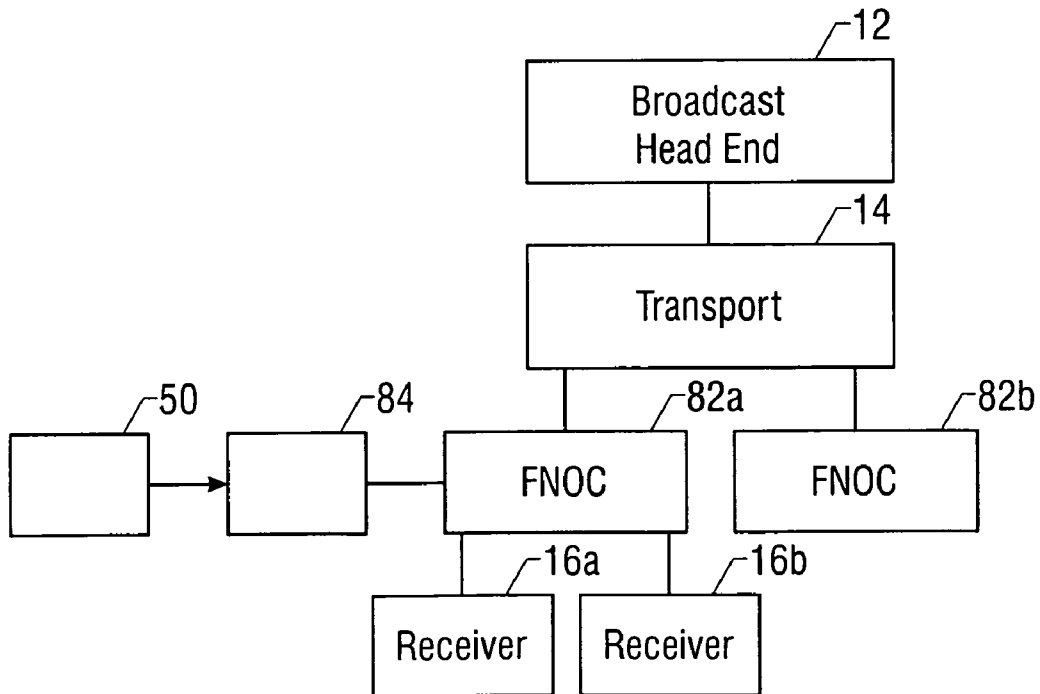 12
Broadcast
Head End
14
Transport
50
84
82a
82b
FNOC
FNOC
16a
16b
Receiver
Receiver